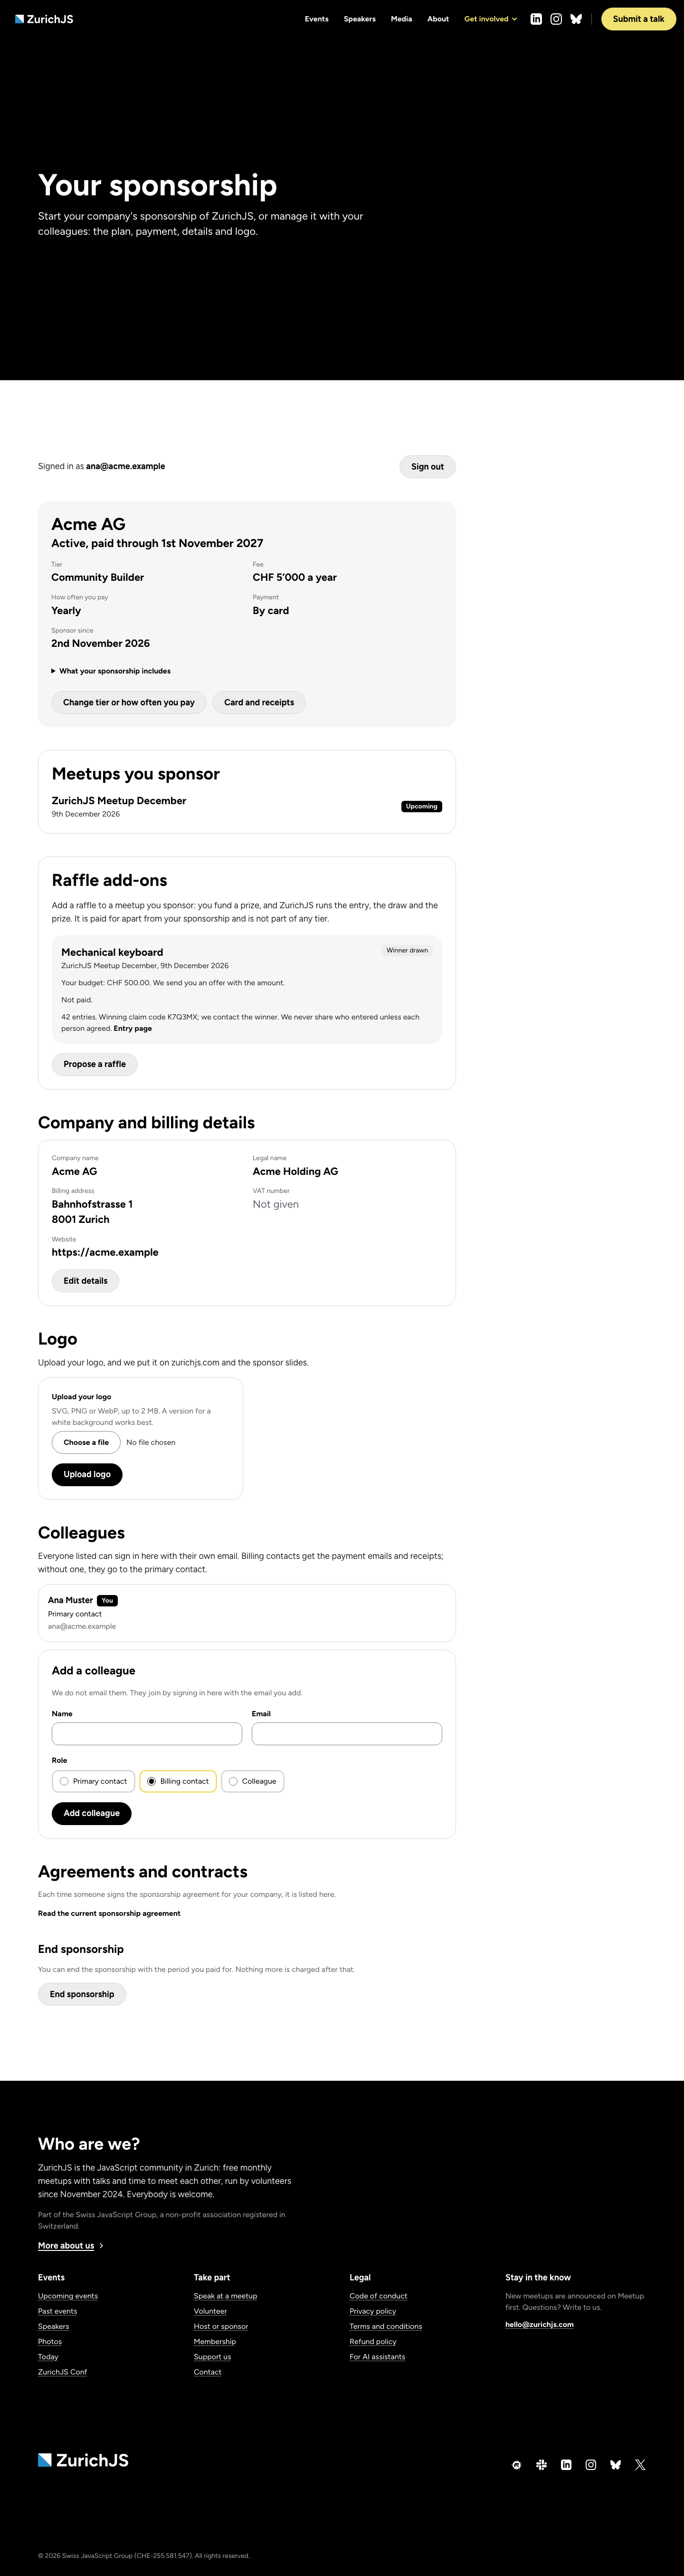 ZurichJS
Events
Speakers
Media
About
Get involved
Submit a talk
Your sponsorship
Start your company's sponsorship of ZurichJS, or manage it with your
colleagues: the plan, payment, details and logo.
Signed in as ana@acme.example
Sign out
Acme AG
Active, paid through 1st November 2027
Tier
Community Builder
Fee
CHF 5'000 a year
How often you pay
Yearly
Payment
By card
Sponsor since
2nd November 2026
What your sponsorship includes
Change tier or how often you pay
Card and receipts
Meetups you sponsor
ZurichJS Meetup December
9th December 2026
Upcoming
Raffle add-ons
Add a raffle to a meetup you sponsor: you fund a prize, and ZurichJS runs the entry, the draw and the
prize. It is paid for apart from your sponsorship and is not part of any tier.
Mechanical keyboard
Winner drawn
ZurichJS Meetup December, 9th December 2026
Your budget: CHF 500.00. We send you an offer with the amount.
Not paid.
42 entries. Winning claim code K7Q3MX; we contact the winner. We never share who entered unless each
person agreed. Entry page
Propose a raffle
Company and billing details
Company name
Acme AG
Legal name
Acme Holding AG
Billing address
Bahnhofstrasse 1
8001 Zurich
VAT number
Not given
Website
https://acme.example
Edit details
Logo
Upload your logo, and we put it on zurichjs.com and the sponsor slides.
Upload your logo
SVG, PNG or WebP, up to 2 MB. A version for a
white background works best.
Choose a file
No file chosen
Upload logo
Colleagues
Everyone listed can sign in here with their own email. Billing contacts get the payment emails and receipts;
without one, they go to the primary contact.
Ana Muster
You
Primary contact
ana@acme.example
Add a colleague
We do not email them. They join by signing in here with the email you add.
Name
Email
Role
Primary contact
Billing contact
Colleague
Add colleague
Agreements and contracts
Each time someone signs the sponsorship agreement for your company, it is listed here.
Read the current sponsorship agreement
End sponsorship
You can end the sponsorship with the period you paid for. Nothing more is charged after that.
End sponsorship
Who are we?
ZurichJS is the JavaScript community in Zurich: free monthly
meetups with talks and time to meet each other, run by volunteers
since November 2024. Everybody is welcome.
Part of the Swiss JavaScript Group, a non-profit association registered in
Switzerland.
More about us
Events
Upcoming events
Past events
Speakers
Photos
Today
ZurichJS Conf
Take part
Speak at a meetup
Volunteer
Host or sponsor
Membership
Support us
Contact
Legal
Code of conduct
Privacy policy
Terms and conditions
Refund policy
For AI assistants
Stay in the know
New meetups are announced on Meetup
first. Questions? Write to us.
hello@zurichjs.com
ZurichJS
© 2026 Swiss JavaScript Group (CHE-255.581.547). All rights reserved.